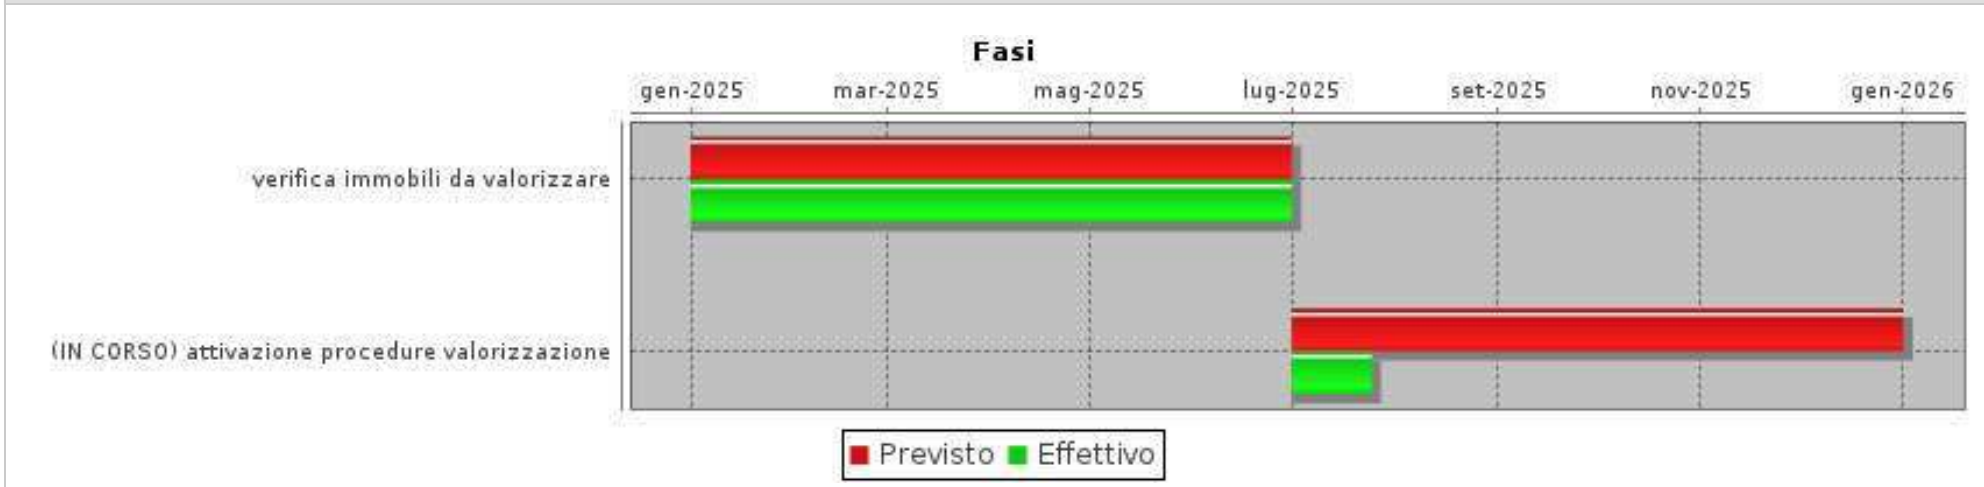 Fasi
gen-2025 mar-2025 mag-2025 lug-2025 set-2025 nov-2025 gen-2026
verifica immobili da valorizzare
(IN CORSO) attivazione procedure valorizzazione
Previsto Effettivo